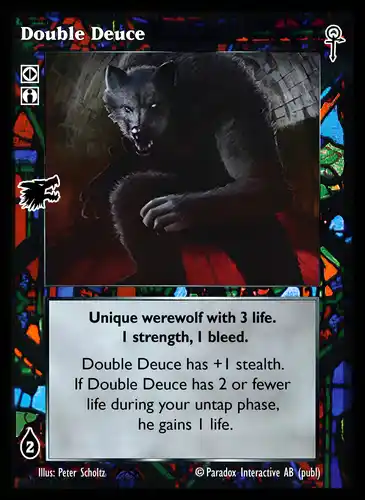 Double Deuce
Unique werewolf with 3 life.
1 strength, 1 bleed.
Double Deuce has +1 stealth.
If Double Deuce has 2 or fewer
life during your untap phase,
he gains 1 life.
2
Illus: Peter Scholtz
© Paradox Interactive AB (publ)